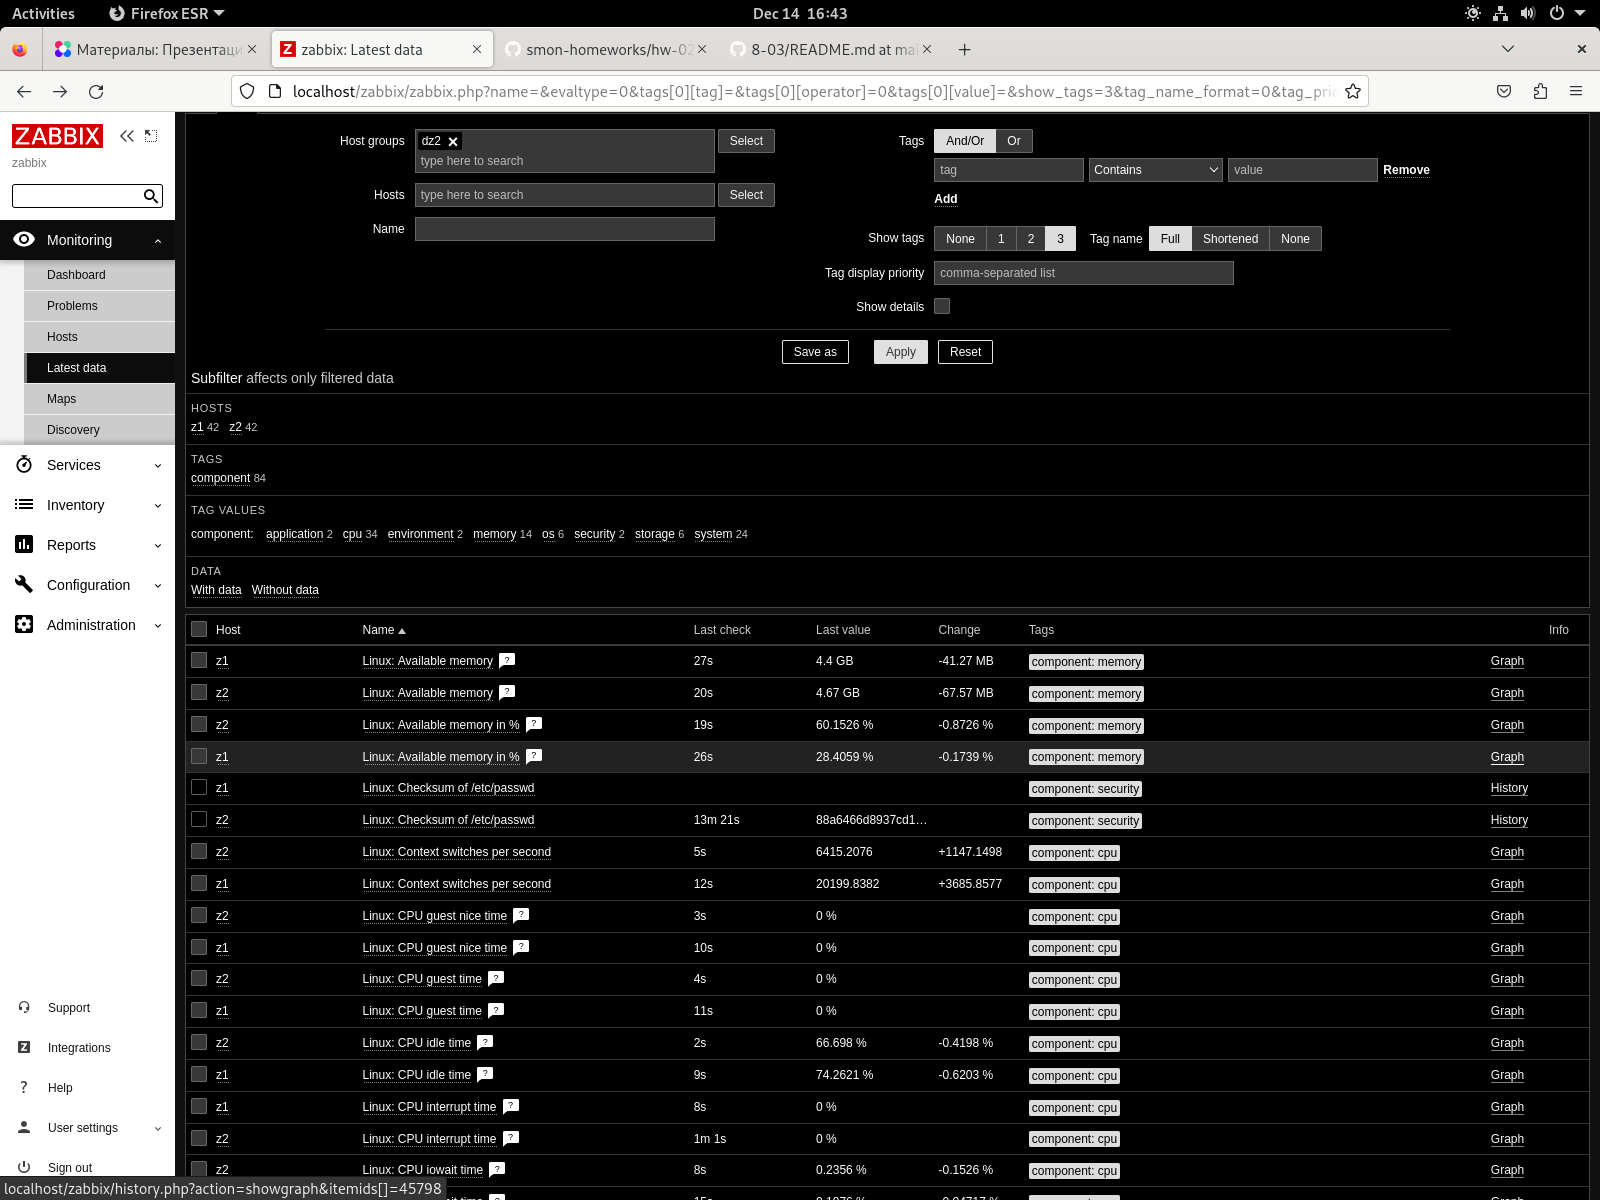 Activities
Firefox ESR
Dec 14 16:43
Материалы: Презентаци
zabbix: Latest data
smon-homeworks/hw-02
8-03/README.md at mai
localhost/zabbix/zabbix.php?name=&evaltype=0&tags[0][tag]=&tags[0][operator]=0&tags[0][value]=&show_tags=3&tag_name_format=0&tag_prio
ZABBIX
zabbix
Monitoring
Dashboard
Problems
Hosts
Latest data
Maps
Discovery
Services
Inventory
Reports
Configuration
Administration
Support
Integrations
Help
User settings
Sign out
Host groups
dz2
type here to search
Select
Hosts
type here to search
Select
Name
Tags
And/Or Or
tag Contains value Remove
Add
Show tags None 1 2 3 Tag name Full Shortened None
Tag display priority comma-separated list
Show details
Save as Apply Reset
Subfilter affects only filtered data
HOSTS
z1 42 z2 42
TAGS
component 84
TAG VALUES
component: application 2 cpu 34 environment 2 memory 14 os 6 security 2 storage 6 system 24
DATA
With data Without data
Host Name Last check Last value Change Tags Info
z1 Linux: Available memory ? 27s 4.4 GB -41.27 MB component: memory Graph
z2 Linux: Available memory ? 20s 4.67 GB -67.57 MB component: memory Graph
z2 Linux: Available memory in % ? 19s 60.1526 % -0.8726 % component: memory Graph
z1 Linux: Available memory in % ? 26s 28.4059 % -0.1739 % component: memory Graph
z1 Linux: Checksum of /etc/passwd component: security History
z2 Linux: Checksum of /etc/passwd 13m 21s 88a6466d8937cd1… component: security History
z2 Linux: Context switches per second 5s 6415.2076 +1147.1498 component: cpu Graph
z1 Linux: Context switches per second 12s 20199.8382 +3685.8577 component: cpu Graph
z2 Linux: CPU guest nice time ? 3s 0 % component: cpu Graph
z1 Linux: CPU guest nice time ? 10s 0 % component: cpu Graph
z2 Linux: CPU guest time ? 4s 0 % component: cpu Graph
z1 Linux: CPU guest time ? 11s 0 % component: cpu Graph
z2 Linux: CPU idle time ? 2s 66.698 % -0.4198 % component: cpu Graph
z1 Linux: CPU idle time ? 9s 74.2621 % -0.6203 % component: cpu Graph
z1 Linux: CPU interrupt time ? 8s 0 % component: cpu Graph
z2 Linux: CPU interrupt time ? 1m 1s 0 % component: cpu Graph
z2 Linux: CPU iowait time ? 8s 0.2356 % -0.1526 % component: cpu Graph
localhost/zabbix/history.php?action=showgraph&itemids[]=45798